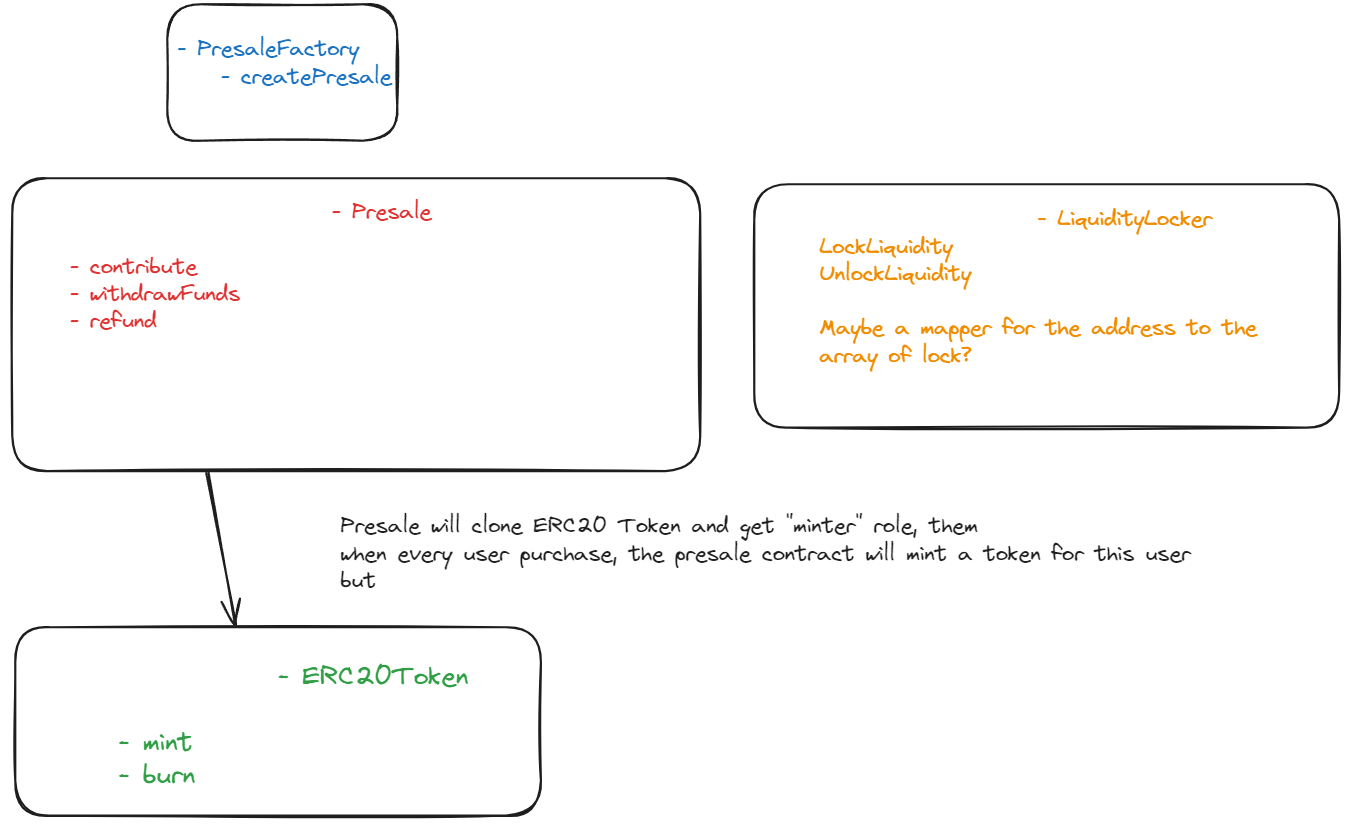 - PresaleFactory
- createPresale
- Presale
- contribute
- withdrawFunds
- refund
- LiquidityLocker
LockLiquidity
UnlockLiquidity
Maybe a mapper for the address to the
array of lock?
Presale will clone ERC20 Token and get "minter" role, them
when every user purchase, the presale contract will mint a token for this user
but
- ERC20Token
- mint
- burn